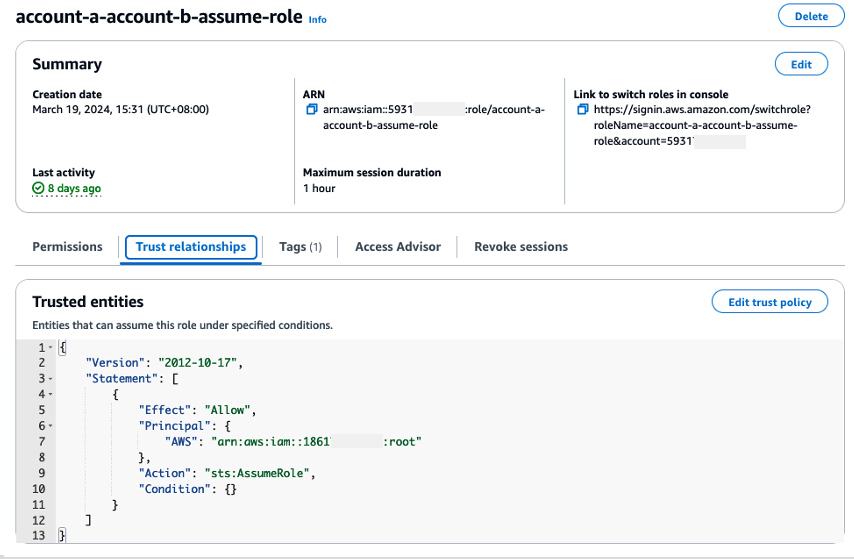 account-a-account-b-assume-role Info
Delete
Summary
Edit
Creation date
March 19, 2024, 15:31 (UTC+08:00)
ARN
arn:aws:iam::5931 :role/account-a-
account-b-assume-role
Link to switch roles in console
https://signin.aws.amazon.com/switchrole?
roleName=account-a-account-b-assume-
role&account=5931
Last activity
8 days ago
Maximum session duration
1 hour
Permissions
Trust relationships
Tags (1)
Access Advisor
Revoke sessions
Trusted entities
Edit trust policy
Entities that can assume this role under specified conditions.
1 {
2 "Version": "2012-10-17",
3 "Statement": [
4 {
5 "Effect": "Allow",
6 "Principal": {
7 "AWS": "arn:aws:iam::1861 :root"
8 },
9 "Action": "sts:AssumeRole",
10 "Condition": {}
11 }
12 ]
13 }